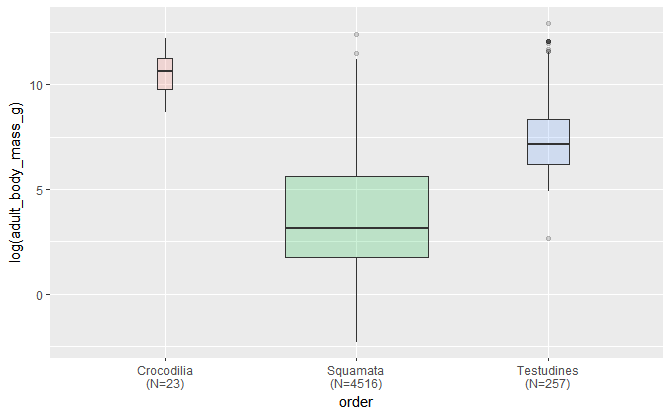 log(adult_body_mass_g)
10
5
0
Crocodilia
(N=23)
Squamata
(N=4516)
Testudines
(N=257)
order